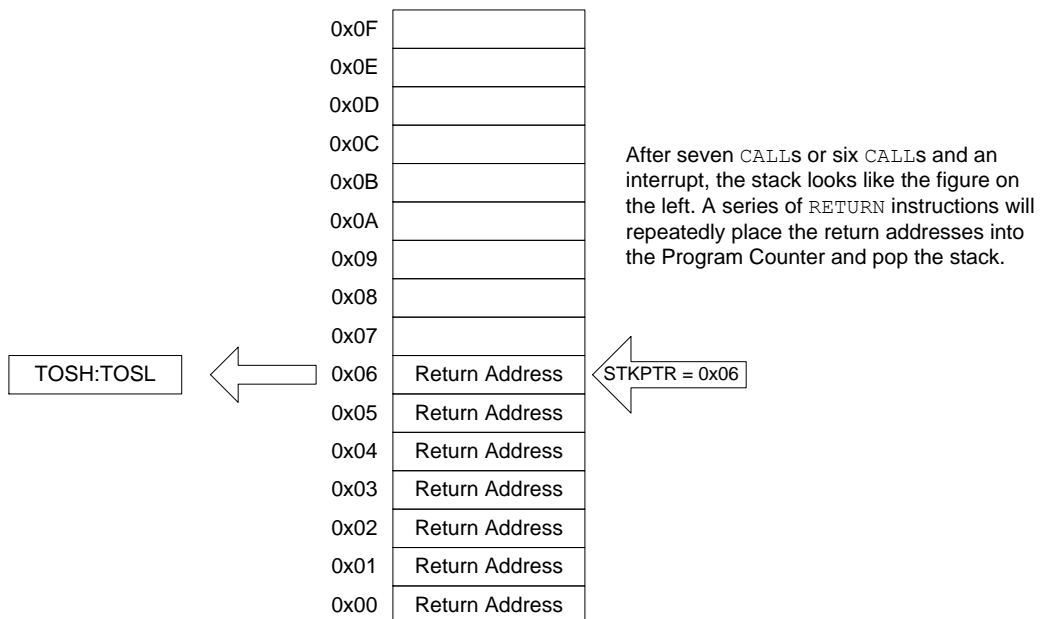 0x0F
0x0E
0x0D
0x0C
0x0B
0x0A
0x09
0x08
0x07
After seven CALLs or six CALLs and an
interrupt, the stack looks like the figure on
the left. A series of RETURN instructions will
repeatedly place the return addresses into
the Program Counter and pop the stack.
TOSH:TOSL 0x06 Return Address STKPTR = 0x06
0x05 Return Address
0x04 Return Address
0x03 Return Address
0x02 Return Address
0x01 Return Address
0x00 Return Address